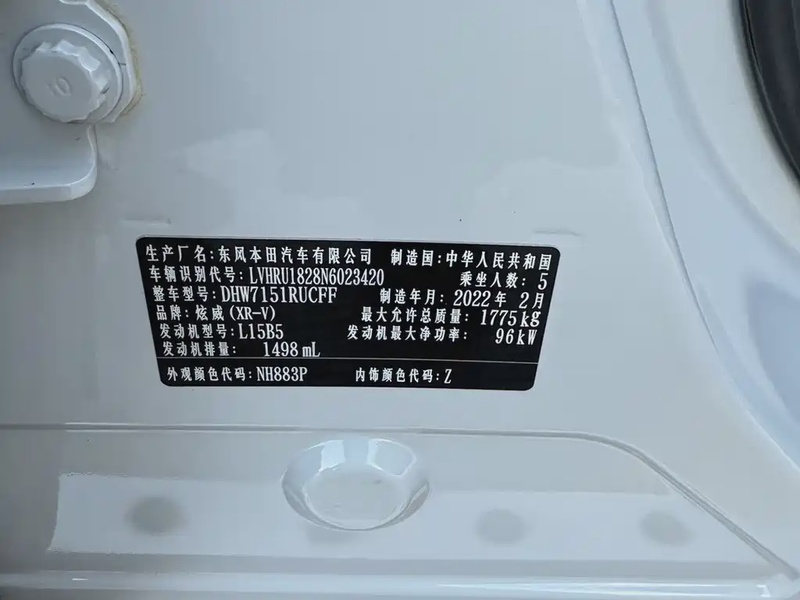 10
生产厂名:东风本田汽车有限公司 制造国:中华人民共和国
车辆识别代号:LVHRU1828N6023420 乘坐人数:5
整车型号:DHW7151RUCFF 制造年月:2022年2月
品牌:炫威(XR-V) 最大允许总质量:1775kg
发动机型号:L15B5 发动机最大净功率:96kW
发动机排量:1498mL
外观颜色代码:NH883P 内饰颜色代码:Z